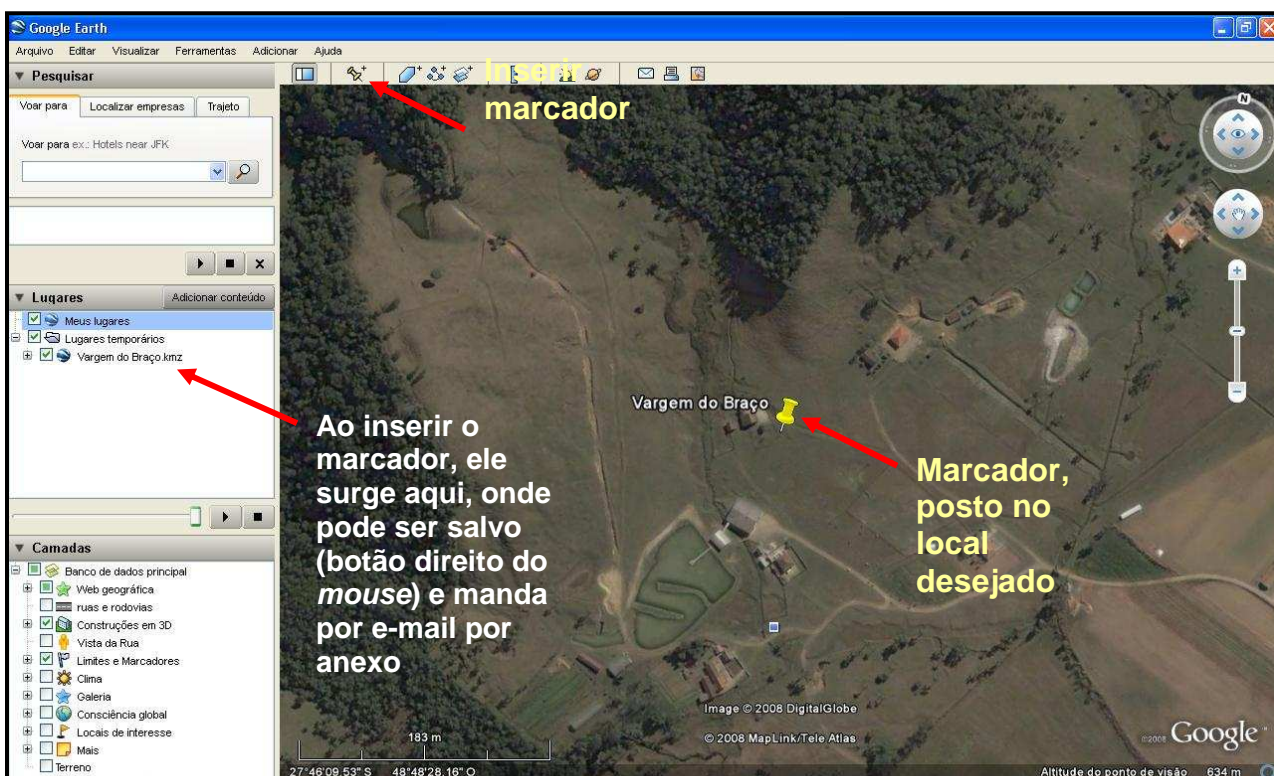 Google Earth
Arquivo Editar Visualizar Ferramentas Adicionar Ajuda
Pesquisar
Voar para Localizar empresas Trajeto
Voar para ex.: Hotels near JFK
Lugares Adicionar conteúdo
Meus lugares
Lugares temporários
Vargem do Braço.kmz
Camadas
Banco de dados principal
Web geográfica
ruas e rodovias
Construções em 3D
Vista da Rua
Limites e Marcadores
Clima
Galeria
Consciência global
Locais de interesse
Mais
Terreno
Inserir
marcador
N
Vargem do Braço
Ao inserir o
marcador, ele
surge aqui, onde
pode ser salvo
(botão direito do
mouse) e manda
por e-mail por
anexo
Marcador,
posto no
local
desejado
Image © 2008 DigitalGlobe
© 2008 MapLink/Tele Atlas
©2008 Google
183 m
27°46'09.53" S 48°48'28.16" O
Altitude do ponto de visão 634 m